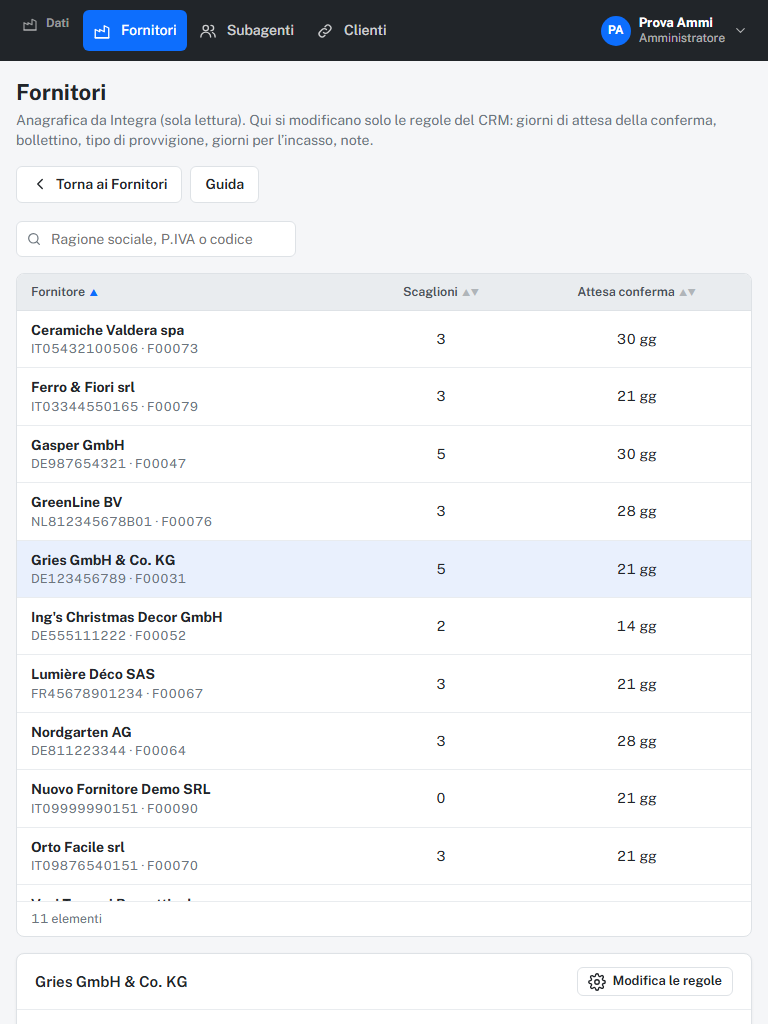 Dati
Fornitori
Subagenti
Clienti
PA
Prova Ammi
Amministratore
Fornitori
Anagrafica da Integra (sola lettura). Qui si modificano solo le regole del CRM: giorni di attesa della conferma,
bollettino, tipo di provvigione, giorni per l'incasso, note.
Torna ai Fornitori
Guida
Ragione sociale, P.IVA o codice
Fornitore ▲ Scaglioni ▲▼ Attesa conferma ▲▼
Ceramiche Valdera spa
IT05432100506 · F00073
3
30 gg
Ferro & Fiori srl
IT03344550165 · F00079
3
21 gg
Gasper GmbH
DE987654321 · F00047
5
30 gg
GreenLine BV
NL812345678B01 · F00076
3
28 gg
Gries GmbH & Co. KG
DE123456789 · F00031
5
21 gg
Ing's Christmas Decor GmbH
DE555111222 · F00052
2
14 gg
Lumière Déco SAS
FR45678901234 · F00067
3
21 gg
Nordgarten AG
DE811223344 · F00064
3
28 gg
Nuovo Fornitore Demo SRL
IT09999990151 · F00090
0
21 gg
Orto Facile srl
IT09876540151 · F00070
3
21 gg
11 elementi
Gries GmbH & Co. KG
Modifica le regole